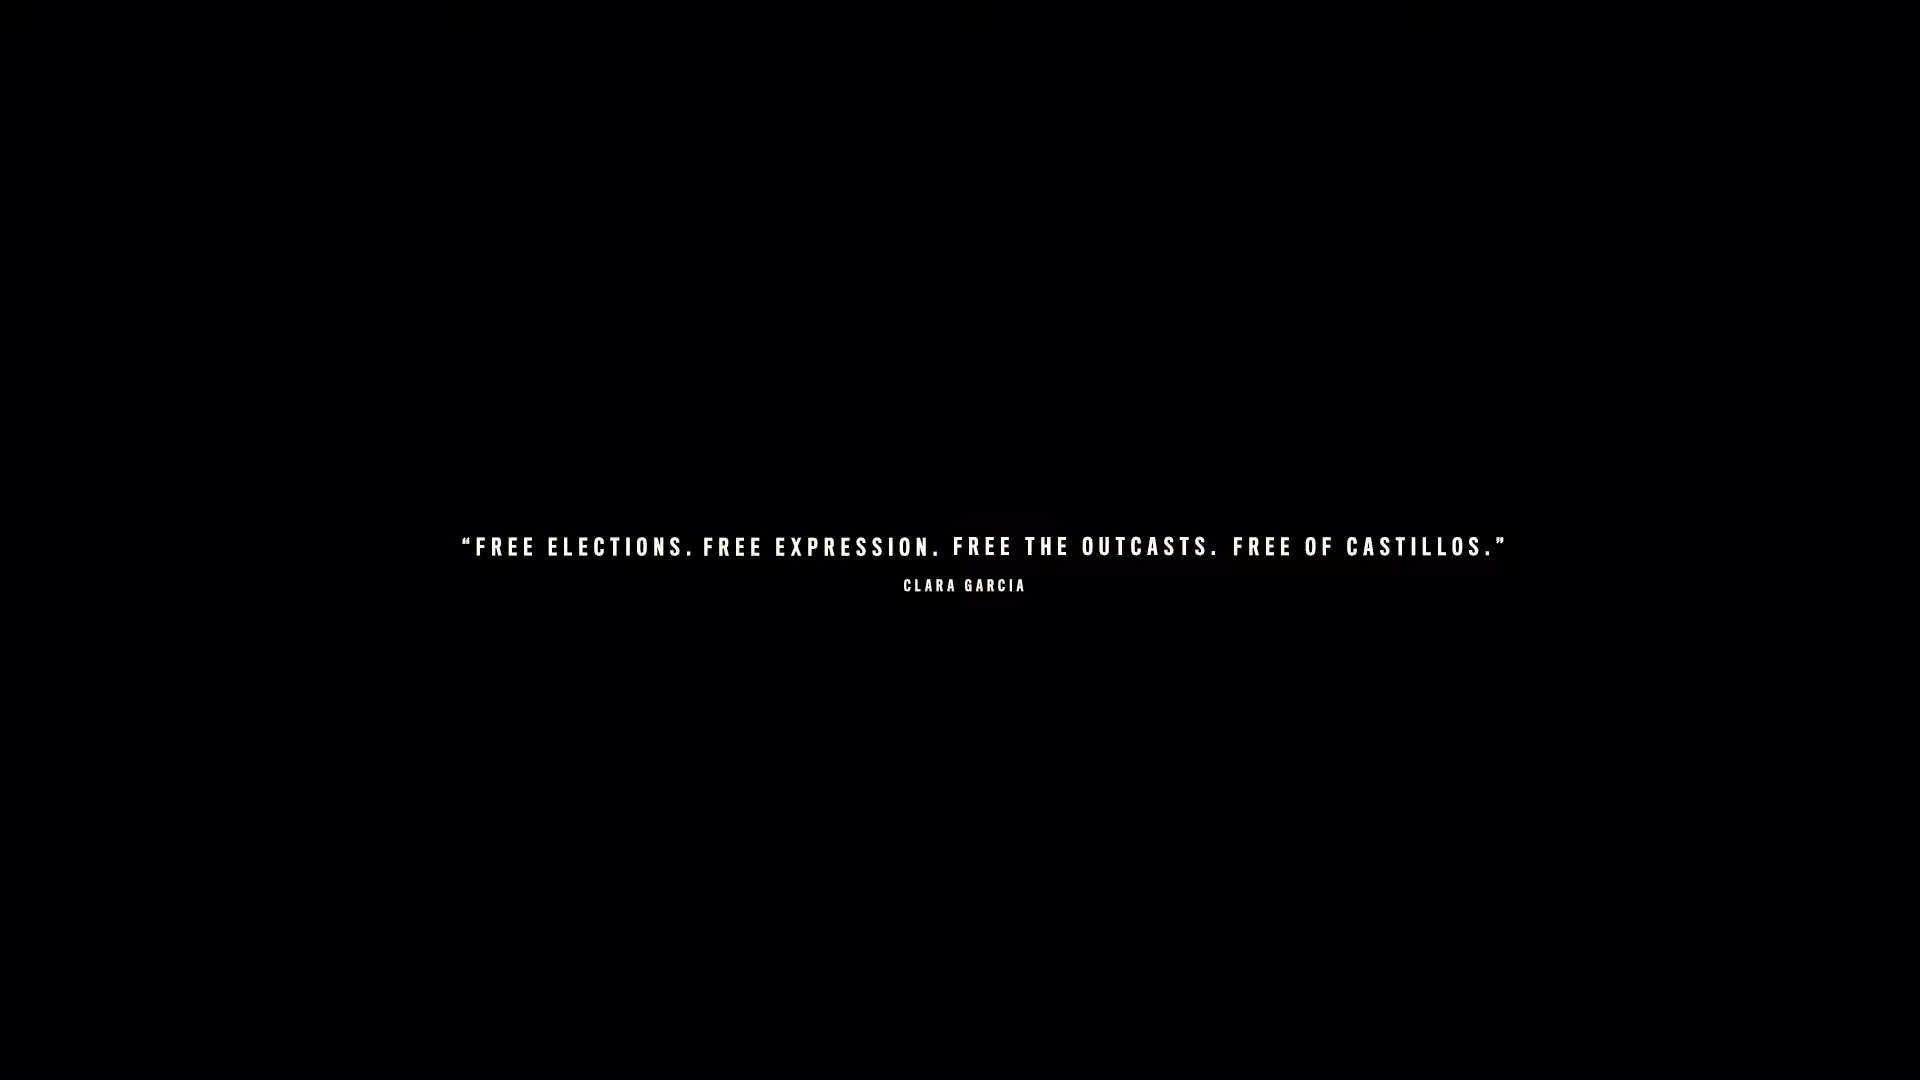 “FREE ELECTIONS. FREE EXPRESSION. FREE THE OUTCASTS. FREE OF CASTILLOS.”
CLARA GARCIA